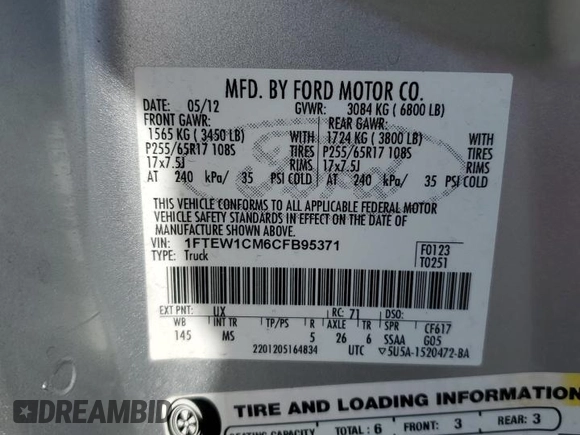 MFD. BY FORD MOTOR CO.
DATE: 05/12 GVWR: 3084 KG ( 6800 LB)
FRONT GAWR: REAR GAWR:
1565 KG ( 3450 LB) WITH 1724 KG ( 3800 LB) WITH
P255/65R17 108S TIRES P255/65R17 108S TIRES
17x7.5J RIMS 17x7.5J RIMS
AT 240 kPa/ 35 PSI COLD AT 240 kPa/ 35 PSI COLD
THIS VEHICLE CONFORMS TO ALL APPLICABLE FEDERAL MOTOR
VEHICLE SAFETY STANDARDS IN EFFECT ON THE DATE OF
MANUFACTURE SHOWN ABOVE.
VIN: 1FTEW1CM6CFB95371 F0123
TYPE: Truck T0251
EXT PNT: UX RC: 71 DSO:
WB INT TR TP/PS R AXLE TR SPR CF617
145 MS 5 26 6 SSAA G05
2201205164834 UTC 5U5A-1520472-BA
TIRE AND LOADING INFORMATION
SEATING CAPACITY TOTAL: 6 FRONT: 3 REAR: 3
DREAMBID